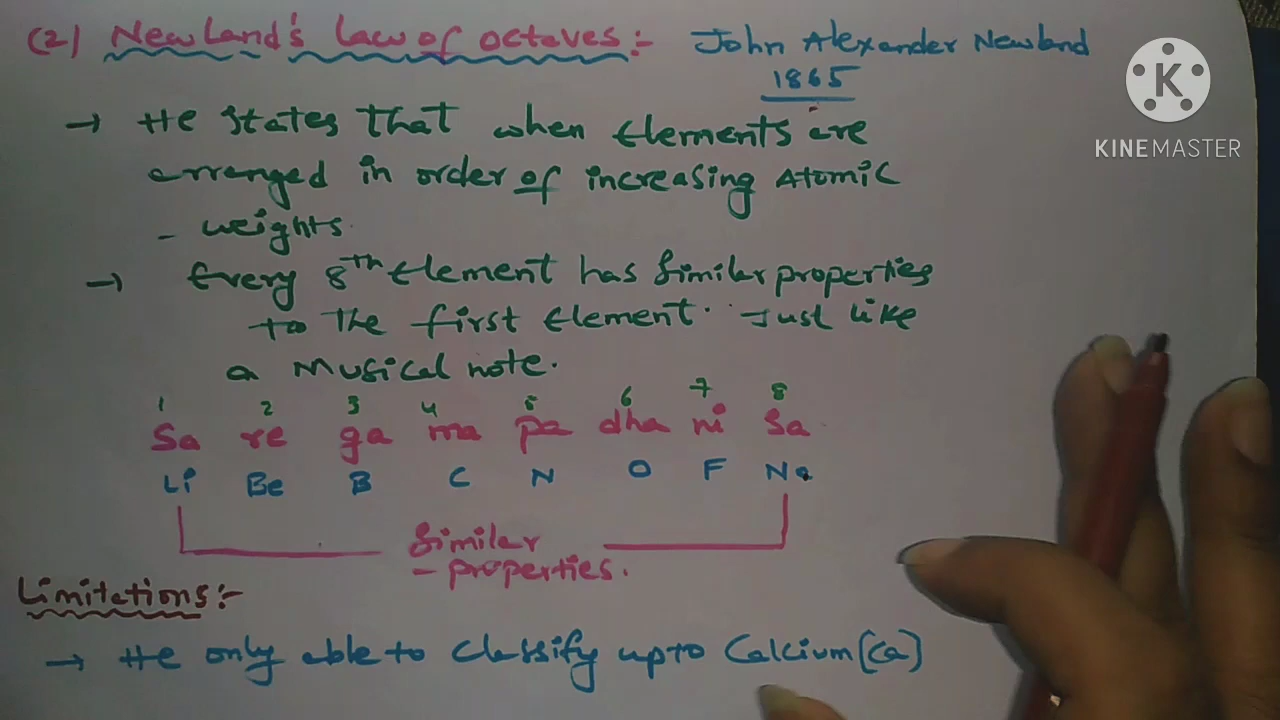 (2) Newland's law of octaves:- John Alexander Newland
1865
→ He states that when Elements are
arranged in order of increasing Atomic
- weights.
→ Every 8th Element has similar properties
to the first Element. Just like
a Musical note.
1 2 3 4 5 6 7 8
Sa re ga ma pa dha ni Sa
Li Be B C N O F Na
Similar
- properties.
Limitations:-
→ He only able to classify upto Calcium (Ca)
K
KINEMASTER